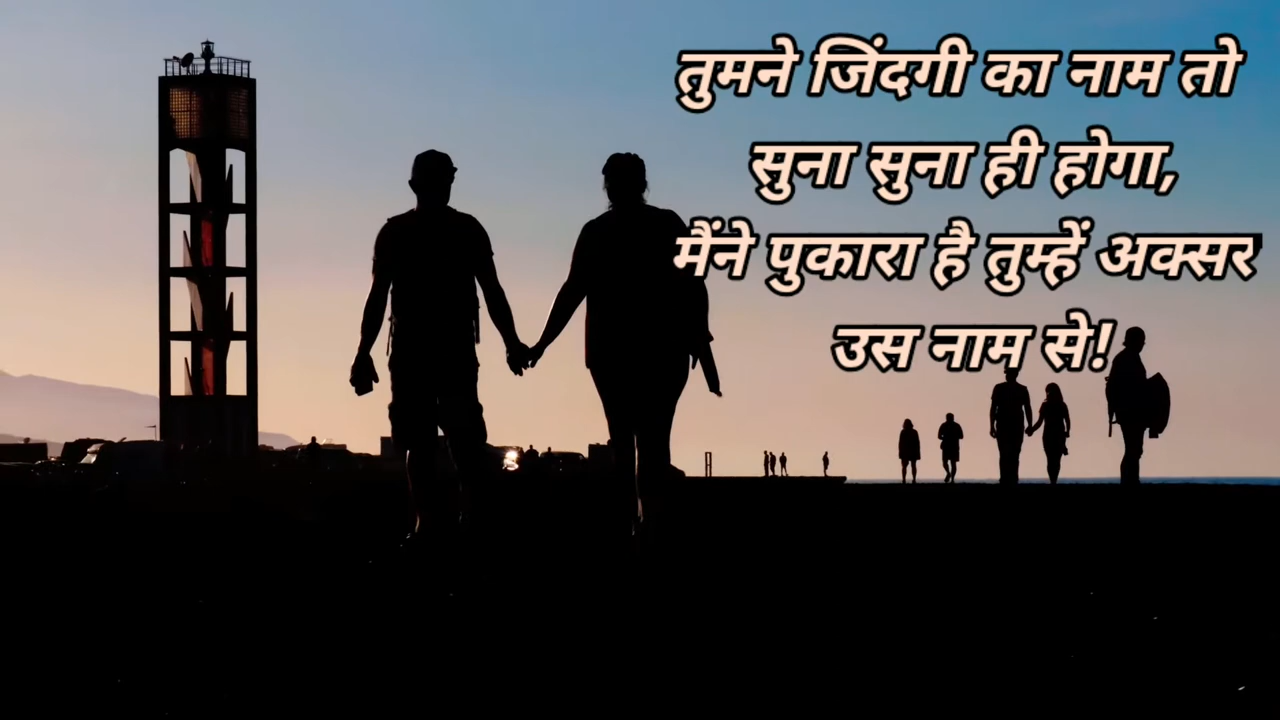 तुमने जिंदगी का नाम तो
सुना सुना ही होगा,
मैंने पुकारा है तुम्हें अक्सर
उस नाम से!